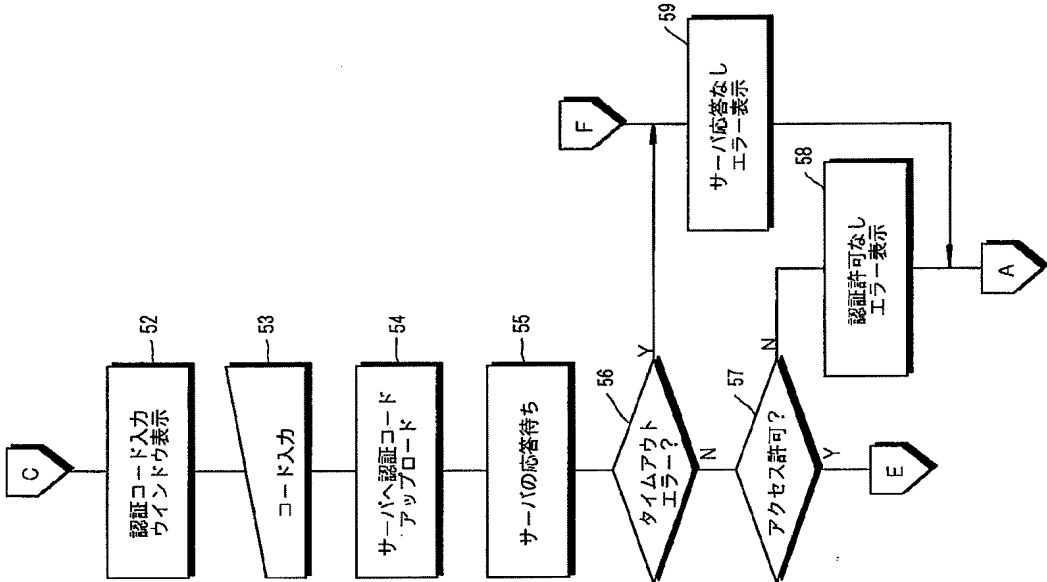 C
認証コード入力
ウインドウ表示
52
コード入力
53
サーバへ認証コード
アップロード
54
サーバの応答待ち
55
タイムアウト
エラー?
56
Y
N
F
サーバ応答なし
エラー表示
59
アクセス許可?
57
N
Y
認証許可なし
エラー表示
58
E
A